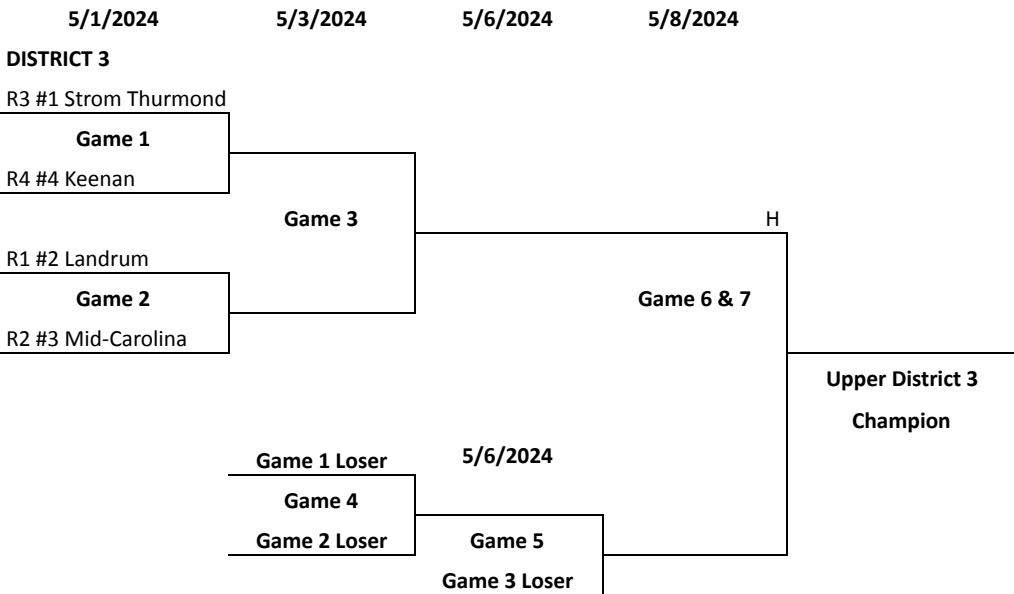 5/1/2024 5/3/2024 5/6/2024 5/8/2024
DISTRICT 3
R3 #1 Strom Thurmond
Game 1
R4 #4 Keenan
Game 3
H
R1 #2 Landrum
Game 2
Game 6 & 7
R2 #3 Mid-Carolina
Upper District 3
Champion
Game 1 Loser
5/6/2024
Game 4
Game 2 Loser
Game 5
Game 3 Loser